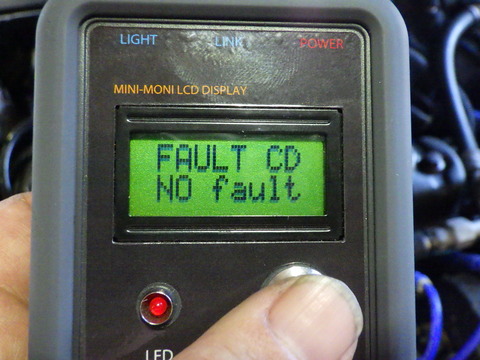 LIGHT LINK POWER
MINI-MONI LCD DISPLAY
FAULT CD
NO fault
LED